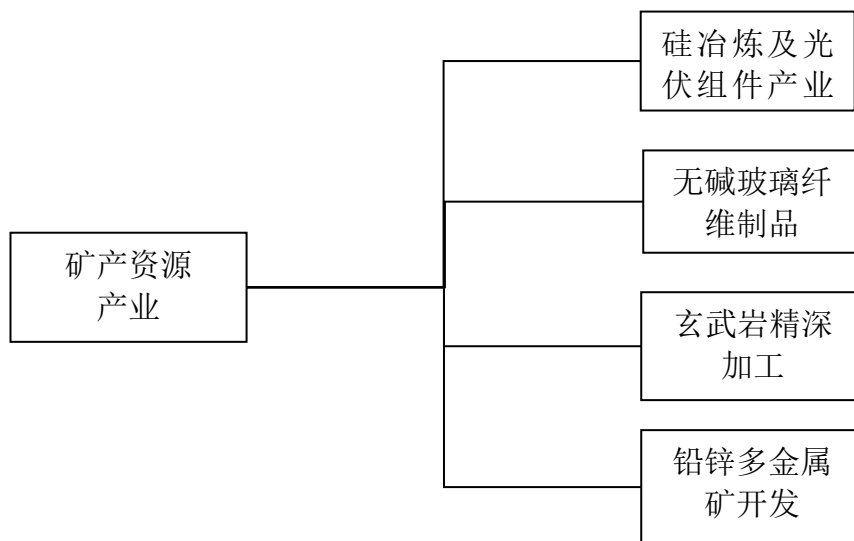 硅冶炼及光
伏组件产业
无碱玻璃纤
维制品
矿产资源
产业
玄武岩精深
加工
铅锌多金属
矿开发